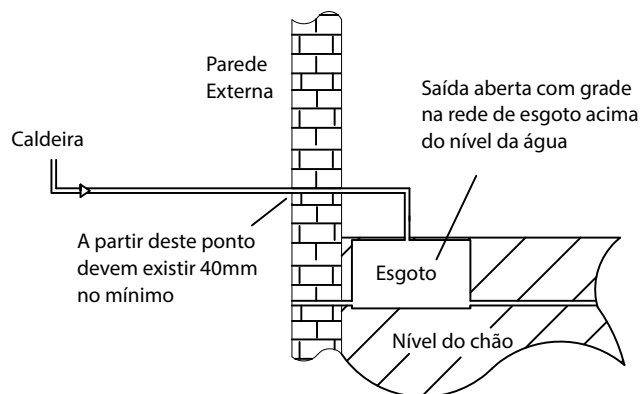 Parede
Externa
Saída aberta com grade
na rede de esgoto acima
do nível da água
Caldeira
A partir deste ponto
devem existir 40mm
no mínimo
Esgoto
Nível do chão